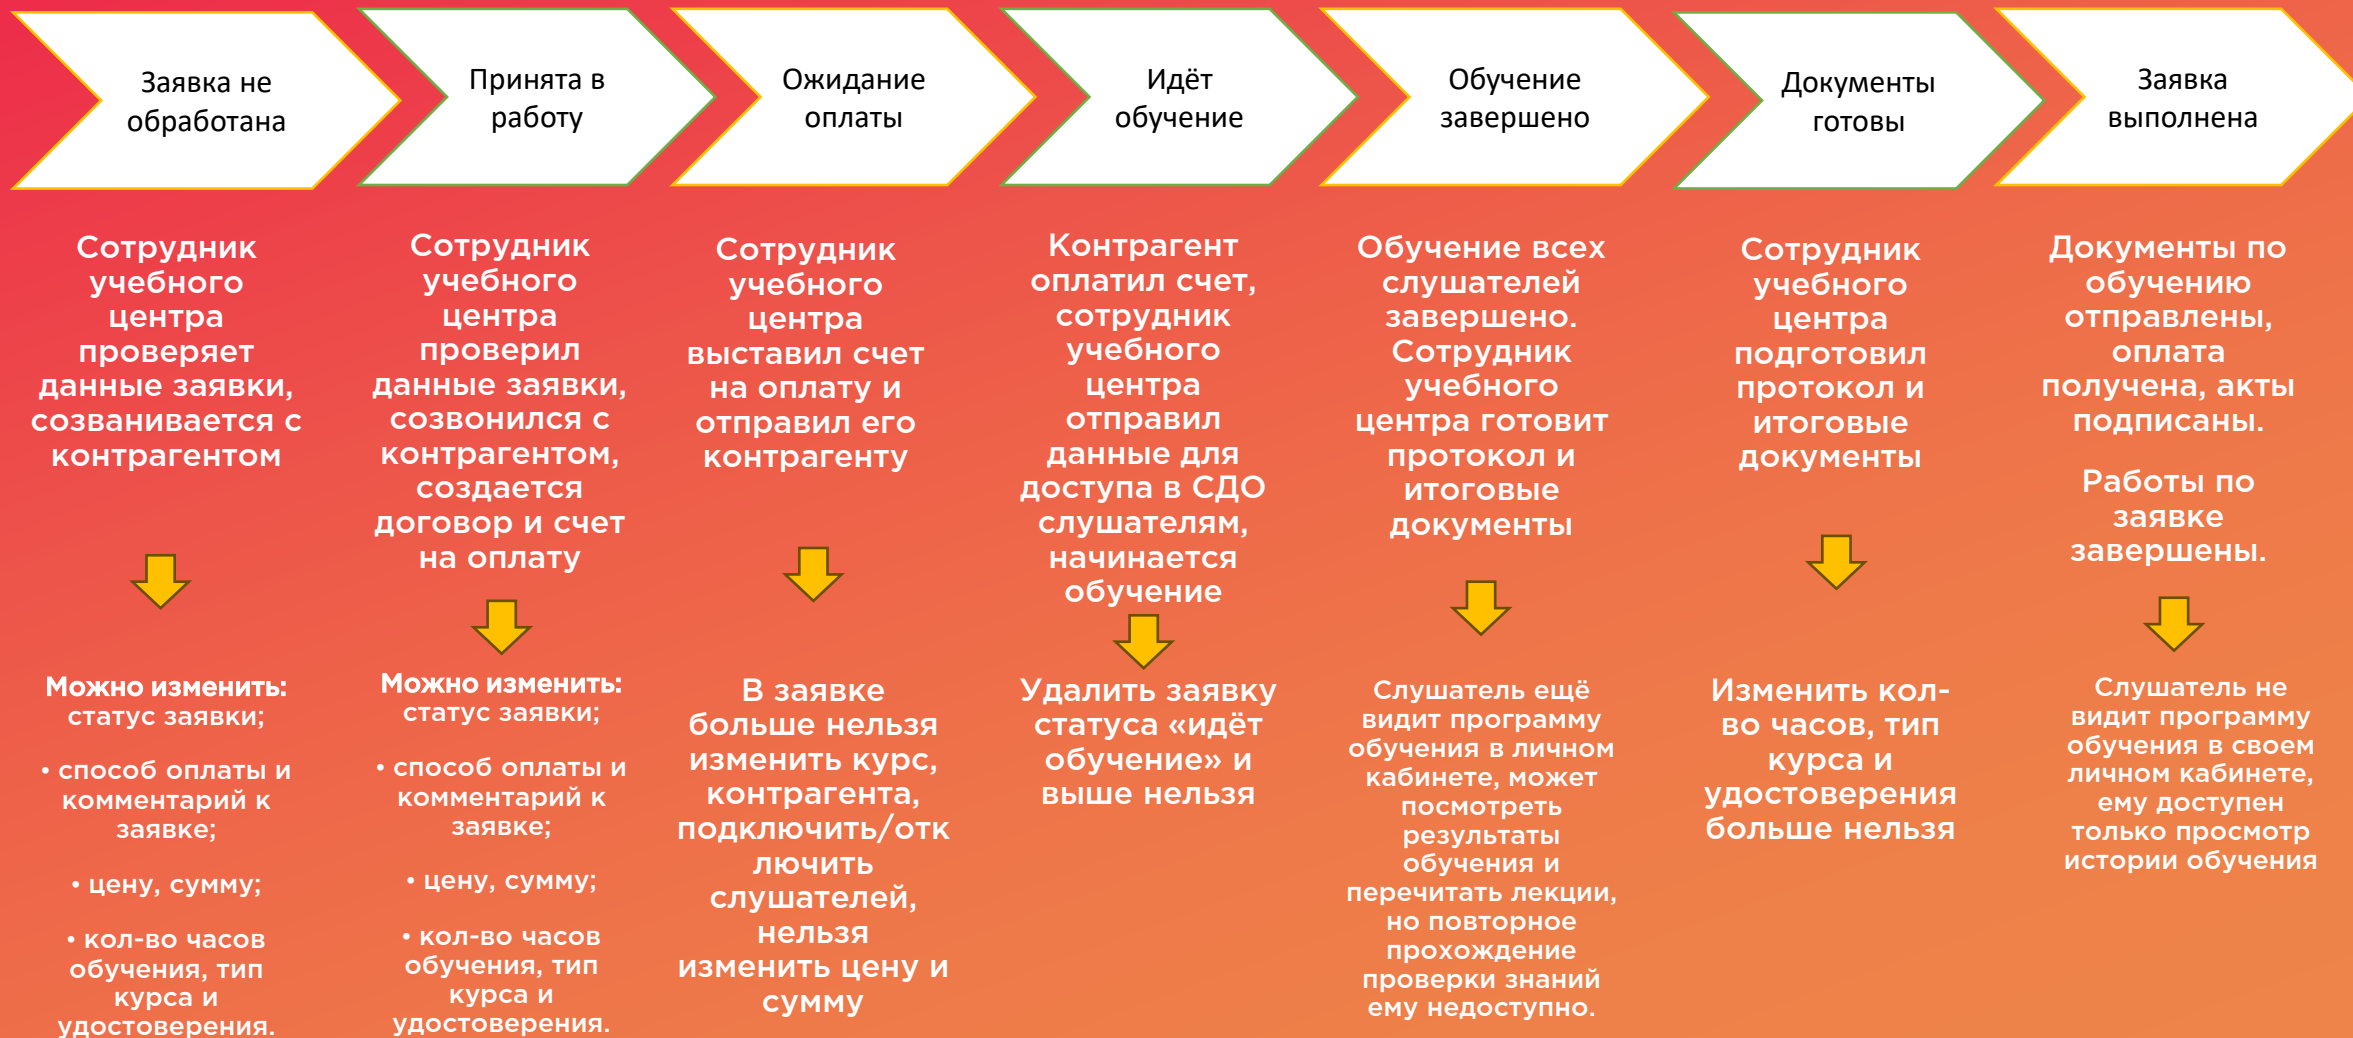 Заявка не
обработана
Принята в
работу
Ожидание
оплаты
Идёт
обучение
Обучение
завершено
Документы
готовы
Заявка
выполнена
Сотрудник
учебного
центра
проверяет
данные заявки,
созванивается с
контрагентом
Сотрудник
учебного
центра
проверил
данные заявки,
созвонился с
контрагентом,
создается
договор и счет
на оплату
Сотрудник
учебного
центра
выставил счет
на оплату и
отправил его
контрагенту
Контрагент
оплатил счет,
сотрудник
учебного
центра
отправил
данные для
доступа в СДО
слушателям,
начинается
обучение
Обучение всех
слушателей
завершено.
Сотрудник
учебного
центра готовит
протокол и
итоговые
документы
Сотрудник
учебного
центра
подготовил
протокол и
итоговые
документы
Документы по
обучению
отправлены,
оплата
получена, акты
подписаны.
Работы по
заявке
завершены.
Можно изменить:
статус заявки;
• способ оплаты и
комментарий к
заявке;
• цену, сумму;
• кол-во часов
обучения, тип
курса и
удостоверения.
Можно изменить:
статус заявки;
• способ оплаты и
комментарий к
заявке;
• цену, сумму;
• кол-во часов
обучения, тип
курса и
удостоверения.
В заявке
больше нельзя
изменить курс,
контрагента,
подключить/отк
лючить
слушателей,
нельзя
изменить цену и
сумму
Удалить заявку
статуса «идёт
обучение» и
выше нельзя
Слушатель ещё
видит программу
обучения в личном
кабинете, может
посмотреть
результаты
обучения и
перечитать лекции,
но повторное
прохождение
проверки знаний
ему недоступно.
Изменить кол-
во часов, тип
курса и
удостоверения
больше нельзя
Слушатель не
видит программу
обучения в своем
личном кабинете,
ему доступен
только просмотр
истории обучения